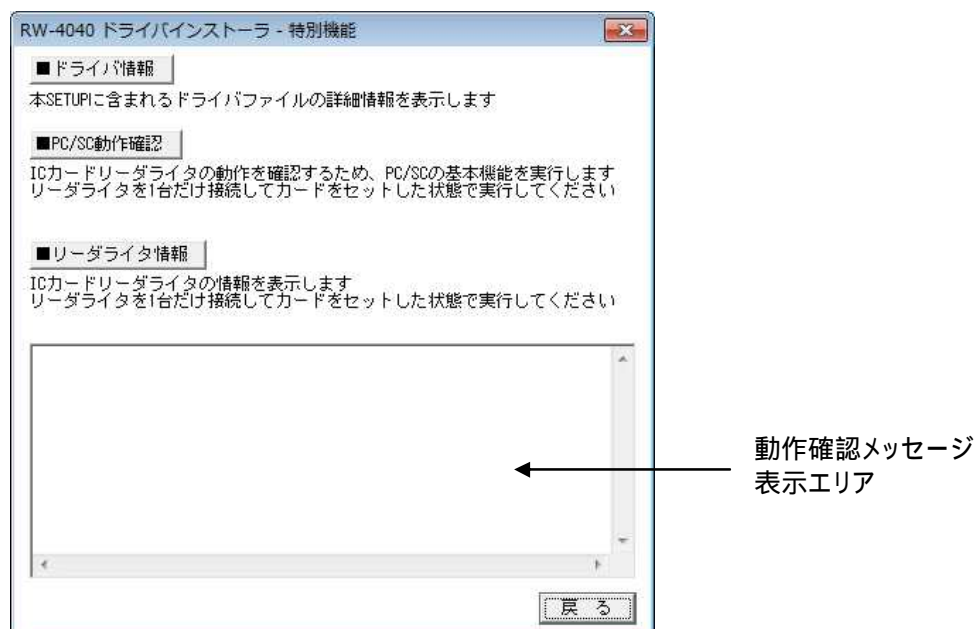 RW-4040 ドライバインストーラ - 特別機能
■ドライバ情報
本SETUPに含まれるドライバファイルの詳細情報を表示します
■PC/SC動作確認
ICカードリーダライタの動作を確認するため、PC/SCの基本機能を実行します
リーダライタを1台だけ接続してカードをセットした状態で実行してください
■リーダライタ情報
ICカードリーダライタの情報を表示します
リーダライタを1台だけ接続してカードをセットした状態で実行してください
動作確認メッセージ
表示エリア
戻 る